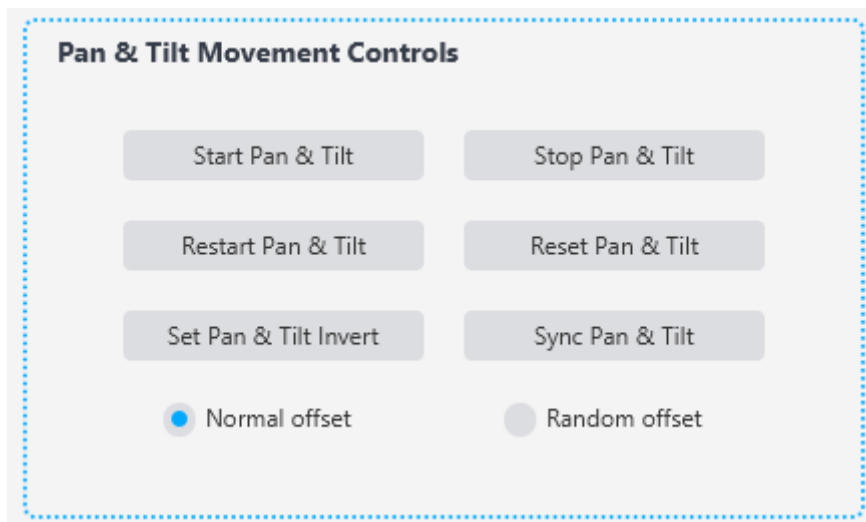 Pan & Tilt Movement Controls
Start Pan & Tilt
Stop Pan & Tilt
Restart Pan & Tilt
Reset Pan & Tilt
Set Pan & Tilt Invert
Sync Pan & Tilt
Normal offset
Random offset